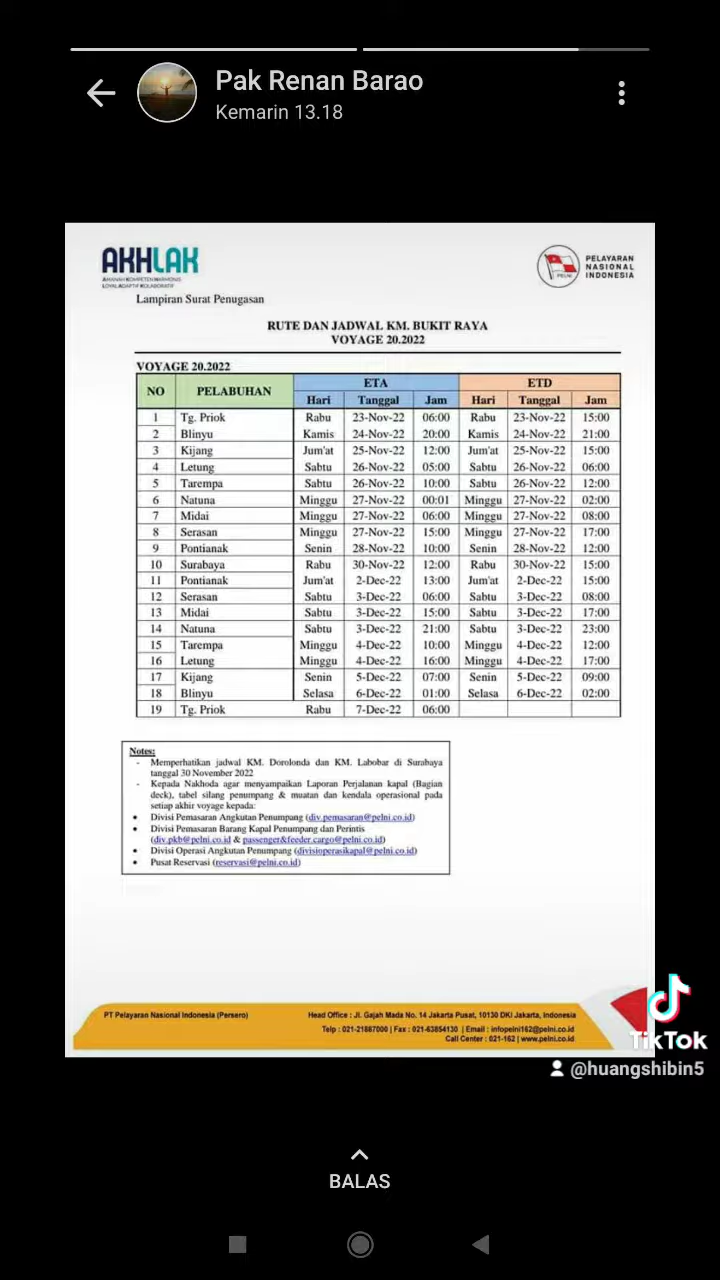 Pak Renan Barao
Kemarin 13.18
AKHLAK
PELAYARAN
NASIONAL
INDONESIA
PELNI
Lampiran Surat Penugasan
RUTE DAN JADWAL KM. BUKIT RAYA
VOYAGE 20.2022
VOYAGE 20.2022
NO PELABUHAN ETA ETD
Hari Tanggal Jam Hari Tanggal Jam
1 Tg. Priok Rabu 23-Nov-22 06:00 Rabu 23-Nov-22 15:00
2 Blinyu Kamis 24-Nov-22 20:00 Kamis 24-Nov-22 21:00
3 Kijang Jum'at 25-Nov-22 12:00 Jum'at 25-Nov-22 15:00
4 Letung Sabtu 26-Nov-22 05:00 Sabtu 26-Nov-22 06:00
5 Tarempa Sabtu 26-Nov-22 10:00 Sabtu 26-Nov-22 12:00
6 Natuna Minggu 27-Nov-22 00:01 Minggu 27-Nov-22 02:00
7 Midai Minggu 27-Nov-22 06:00 Minggu 27-Nov-22 08:00
8 Serasan Minggu 27-Nov-22 15:00 Minggu 27-Nov-22 17:00
9 Pontianak Senin 28-Nov-22 10:00 Senin 28-Nov-22 12:00
10 Surabaya Rabu 30-Nov-22 12:00 Rabu 30-Nov-22 15:00
11 Pontianak Jum'at 2-Dec-22 13:00 Jum'at 2-Dec-22 15:00
12 Serasan Sabtu 3-Dec-22 06:00 Sabtu 3-Dec-22 08:00
13 Midai Sabtu 3-Dec-22 15:00 Sabtu 3-Dec-22 17:00
14 Natuna Sabtu 3-Dec-22 21:00 Sabtu 3-Dec-22 23:00
15 Tarempa Minggu 4-Dec-22 10:00 Minggu 4-Dec-22 12:00
16 Letung Minggu 4-Dec-22 16:00 Minggu 4-Dec-22 17:00
17 Kijang Senin 5-Dec-22 07:00 Senin 5-Dec-22 09:00
18 Blinyu Selasa 6-Dec-22 01:00 Selasa 6-Dec-22 02:00
19 Tg. Priok Rabu 7-Dec-22 06:00
Notes:
- Memperhatikan jadwal KM. Dorolonda dan KM. Labobar di Surabaya
tanggal 30 November 2022
- Kepada Nakhoda agar menyampaikan Laporan Perjalanan kapal (Bagian
deck), tabel silang penumpang & muatan dan kendala operasional pada
setiap akhir voyage kepada:
• Divisi Pemasaran Angkutan Penumpang (div.pemasaran@pelni.co.id)
• Divisi Pemasaran Barang Kapal Penumpang dan Perintis
(div.pkb@pelni.co.id & passenger&feeder.cargo@pelni.co.id)
• Divisi Operasi Angkutan Penumpang (divisioperasikapal@pelni.co.id)
• Pusat Reservasi (reservasi@pelni.co.id)
PT Pelayaran Nasional Indonesia (Persero)
Head Office : Jl. Gajah Mada No. 14 Jakarta Pusat, 10130 DKI Jakarta, Indonesia
Telp : 021-21887000 | Fax : 021-63854130 | Email : infopelni162@pelni.co.id
Call Center : 021-162 | www.pelni.co.id
TikTok
@huangshibin5
BALAS